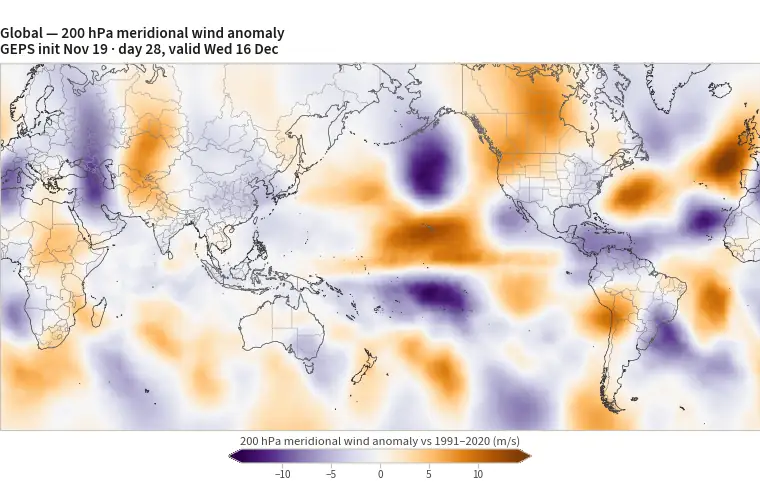 Global — 200 hPa meridional wind anomaly
GEPS init Nov 19 · day 28, valid Wed 16 Dec
200 hPa meridional wind anomaly vs 1991–2020 (m/s)
−10 −5 0 5 10